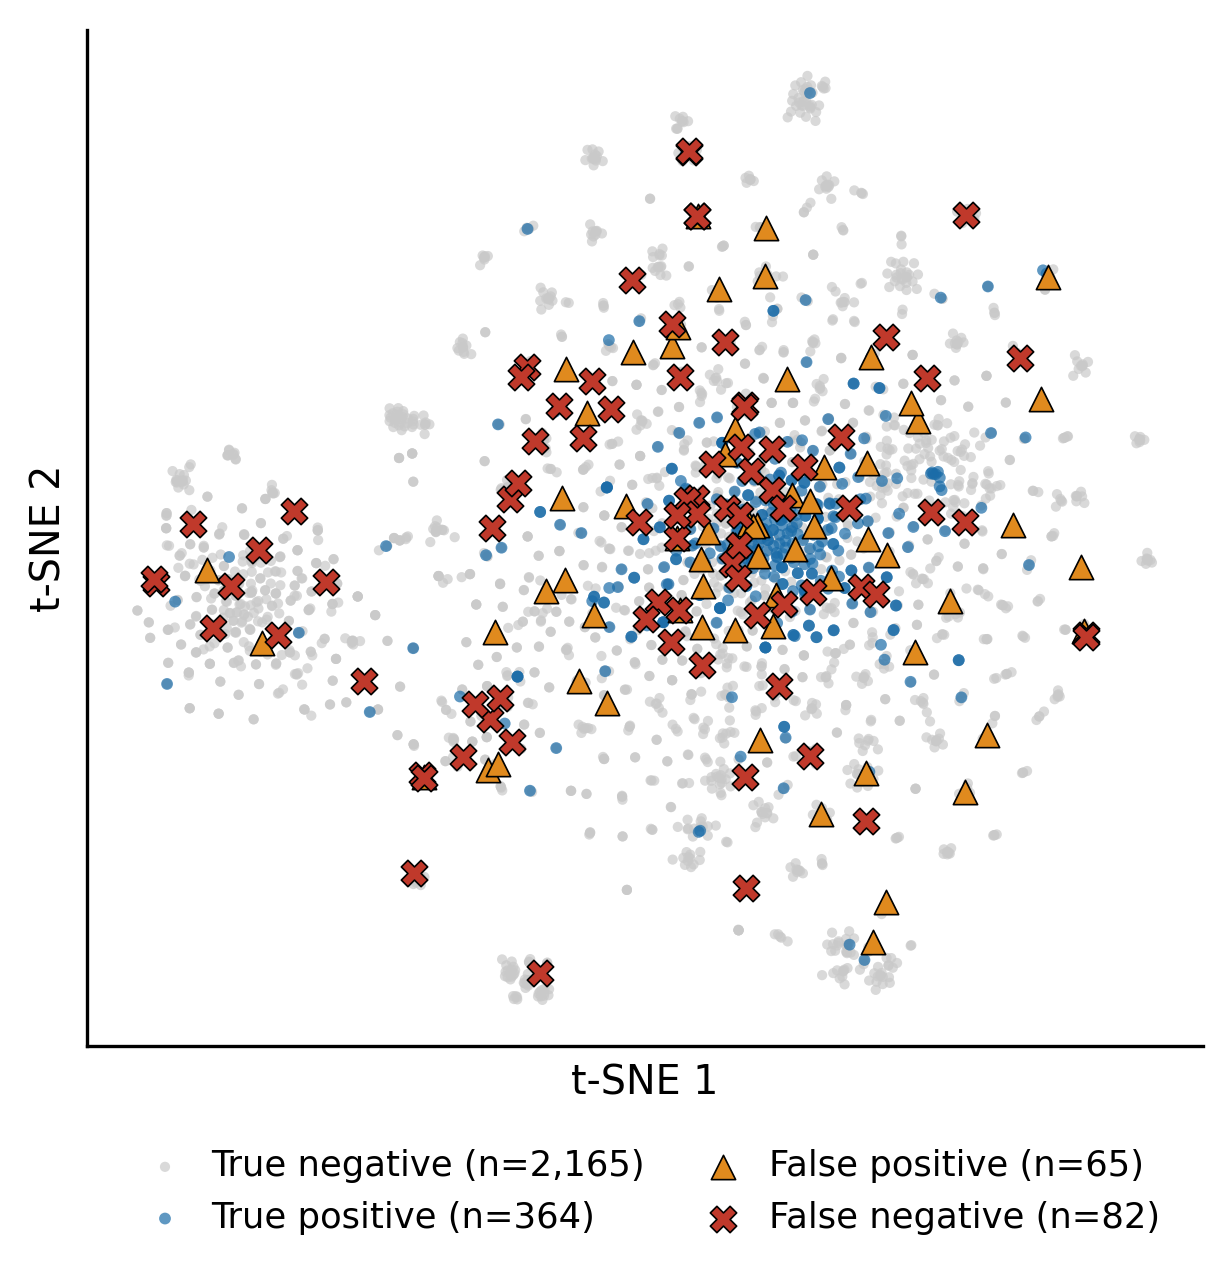 t-SNE 2
t-SNE 1
True negative (n=2,165)
True positive (n=364)
False positive (n=65)
False negative (n=82)